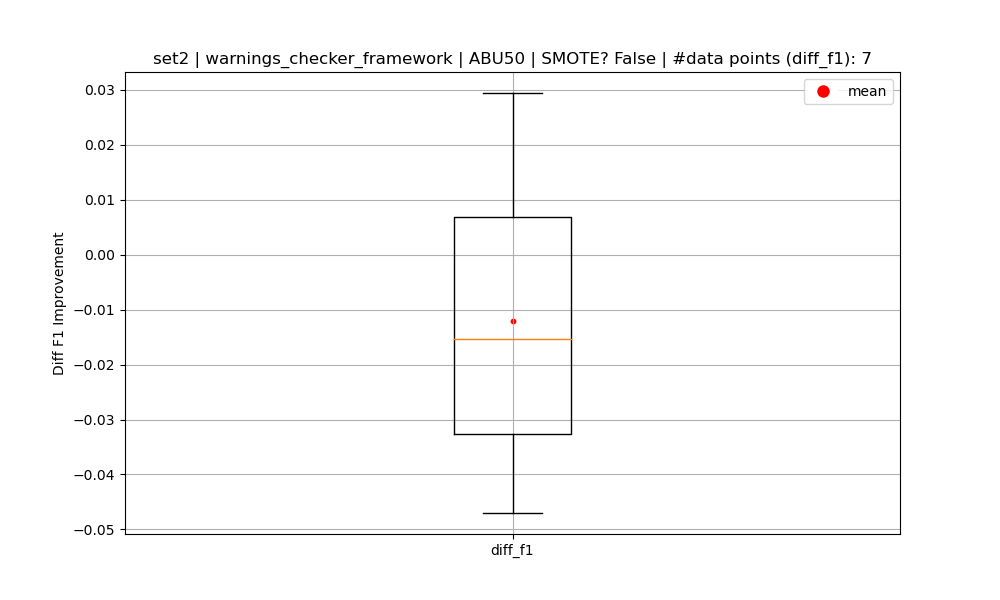 set2 | warnings_checker_framework | ABU50 | SMOTE? False | #data points (diff_f1): 7
mean
0.03
0.02
0.01
0.00
−0.01
−0.02
−0.03
−0.04
−0.05
Diff F1 Improvement
diff_f1